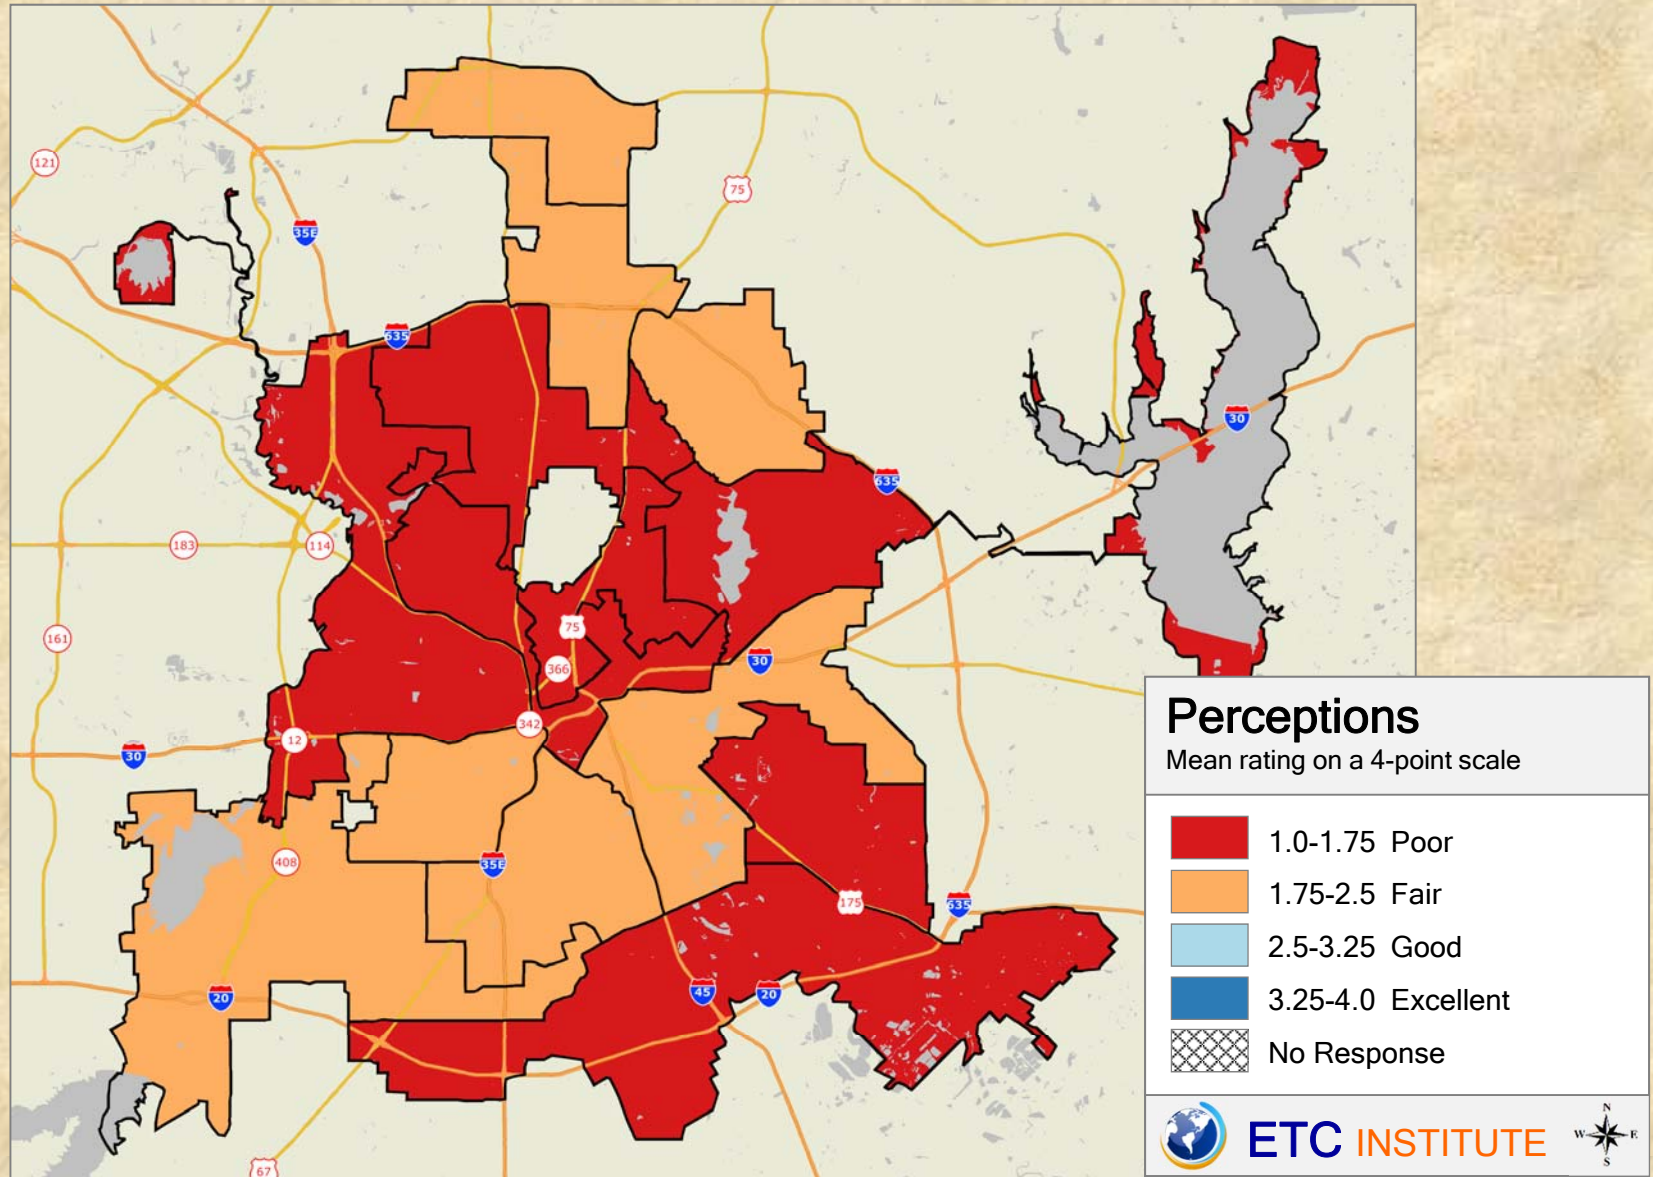 121
75
35E
635
30
635
183
114
161
75
366
30
342
12
30
408
35E
175
635
20
45
20
67
Perceptions
Mean rating on a 4-point scale
1.0-1.75 Poor
1.75-2.5 Fair
2.5-3.25 Good
3.25-4.0 Excellent
No Response
ETC INSTITUTE
N
W E
S